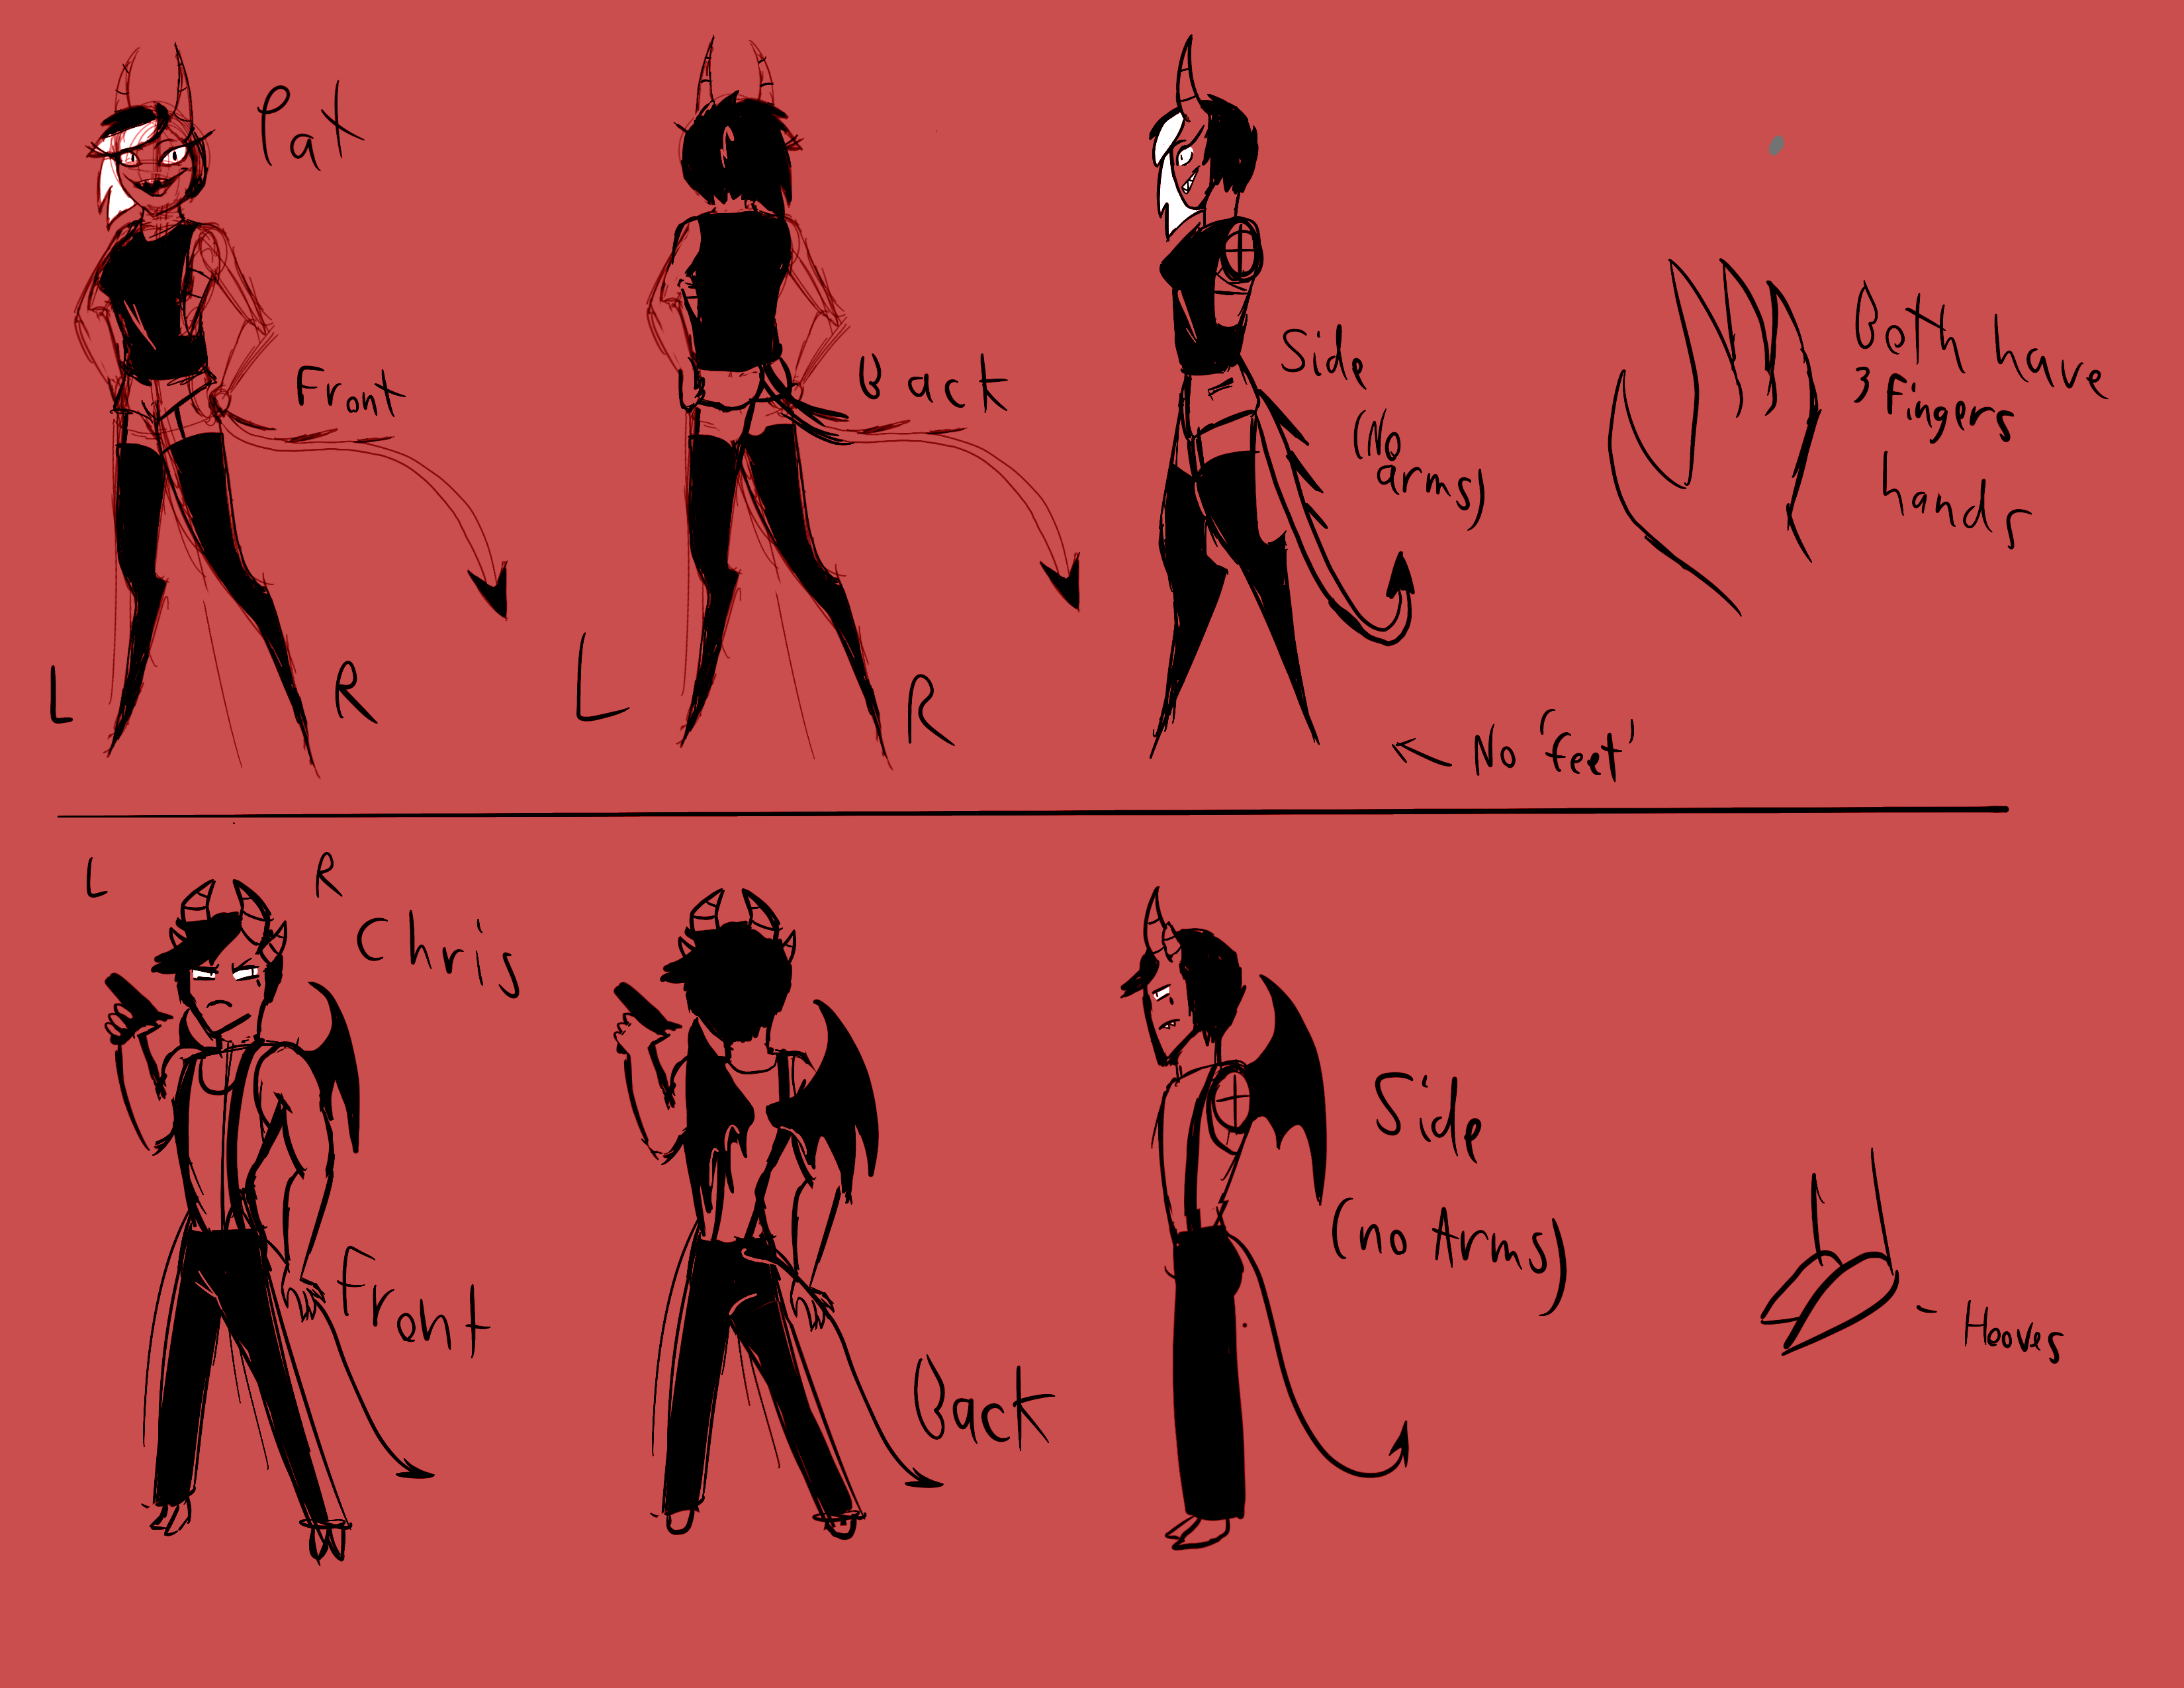 Pat
Front
Back
Side
(No
arms)
Both have
3 Fingers
hands
L
R
L
R
No "feet"
L
R
Chris
Front
Back
Side
(no Arms)
- Hooves